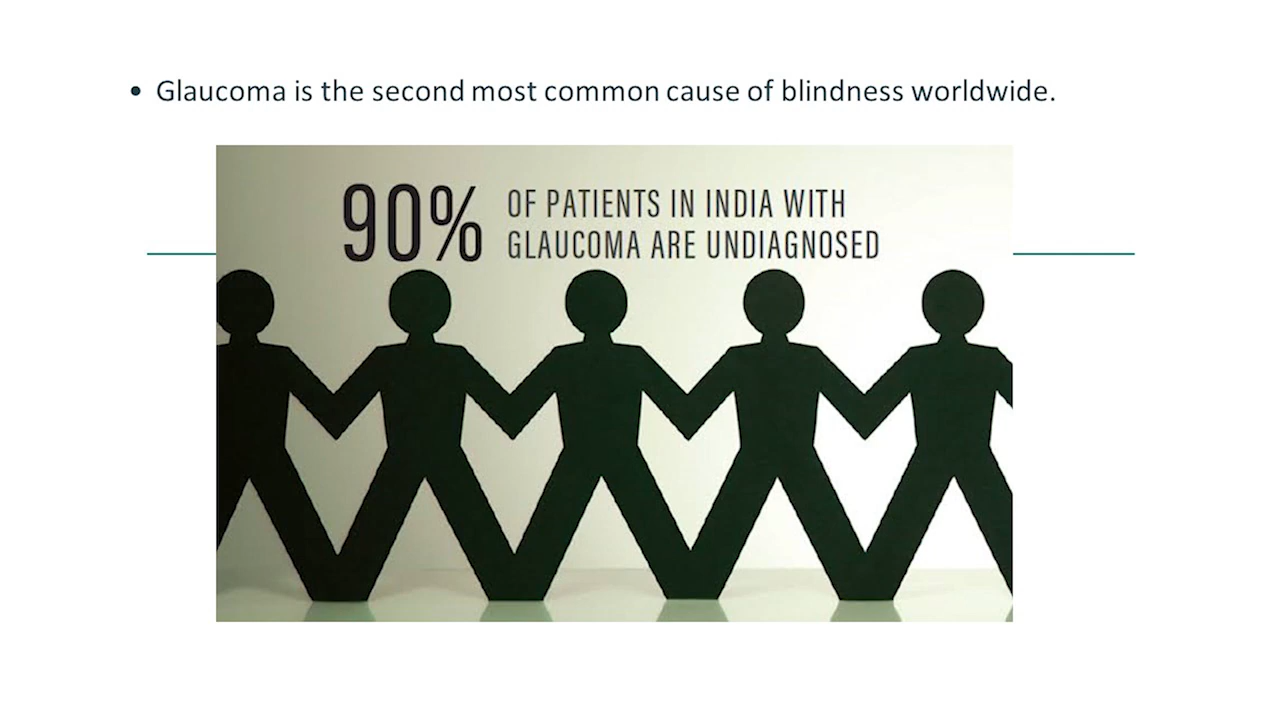 • Glaucoma is the second most common cause of blindness worldwide.
90% OF PATIENTS IN INDIA WITH
GLAUCOMA ARE UNDIAGNOSED